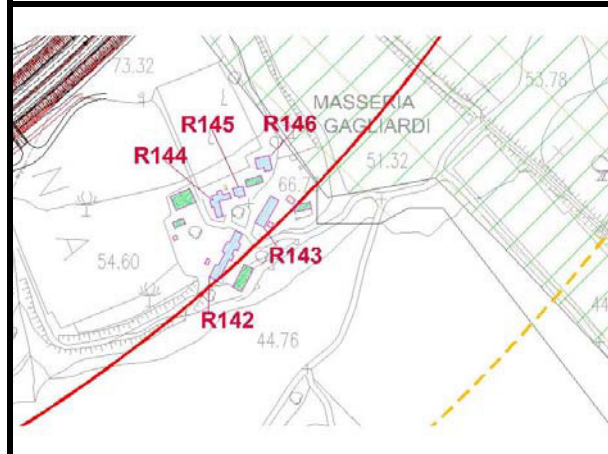 73.32
53.78
MASSERIA
GAGLIARDI
R145
R146
R144
51.32
66.7
N
A
54.60
R143
R142
44.76
44